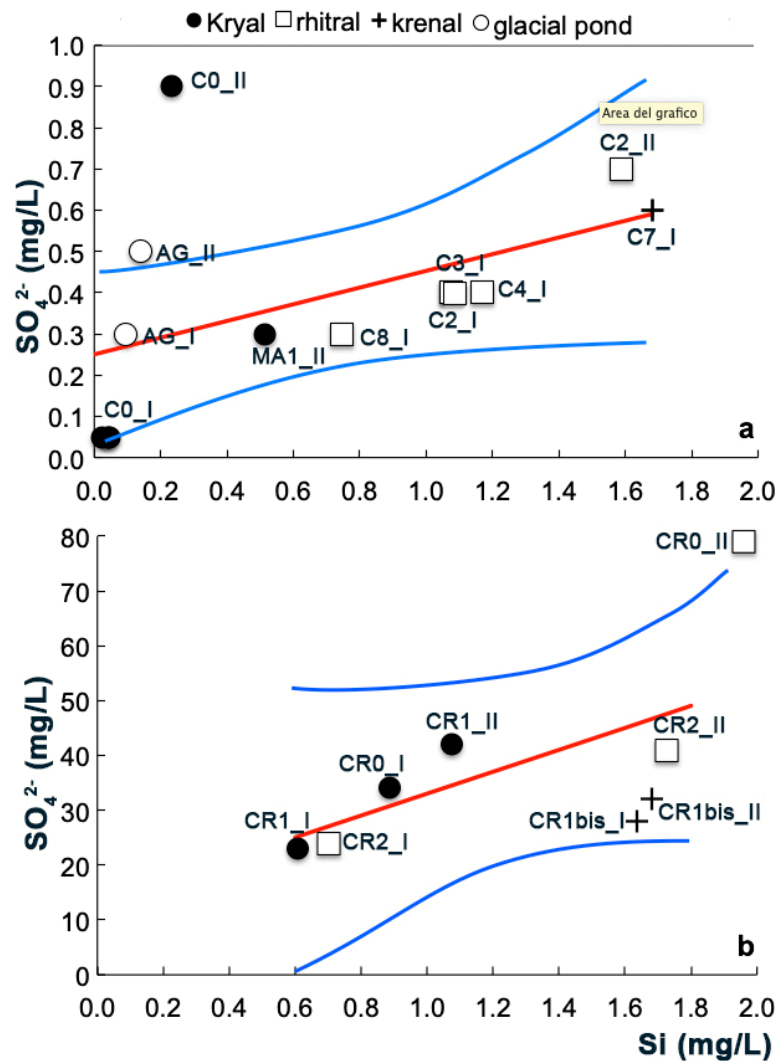 Kryal rhitral krenal glacial pond
1.0
0.9
0.8
0.7
0.6
0.5
0.4
0.3
0.2
0.1
0.0
SO₄²⁻ (mg/L)
C0_II
Area del grafico
C2_II
AG_II
C7_I
C3_I
C4_I
C2_I
AG_I
MA1_II
C8_I
C0_I
a
0.0 0.2 0.4 0.6 0.8 1.0 1.2 1.4 1.6 1.8 2.0
80
70
60
50
40
30
20
10
0
SO₄²⁻ (mg/L)
CR0_II
CR1_II
CR2_II
CR0_I
CR1bis_II
CR1bis_I
CR1_I
CR2_I
b
0.0 0.2 0.4 0.6 0.8 1.0 1.2 1.4 1.6 1.8 2.0
Si (mg/L)